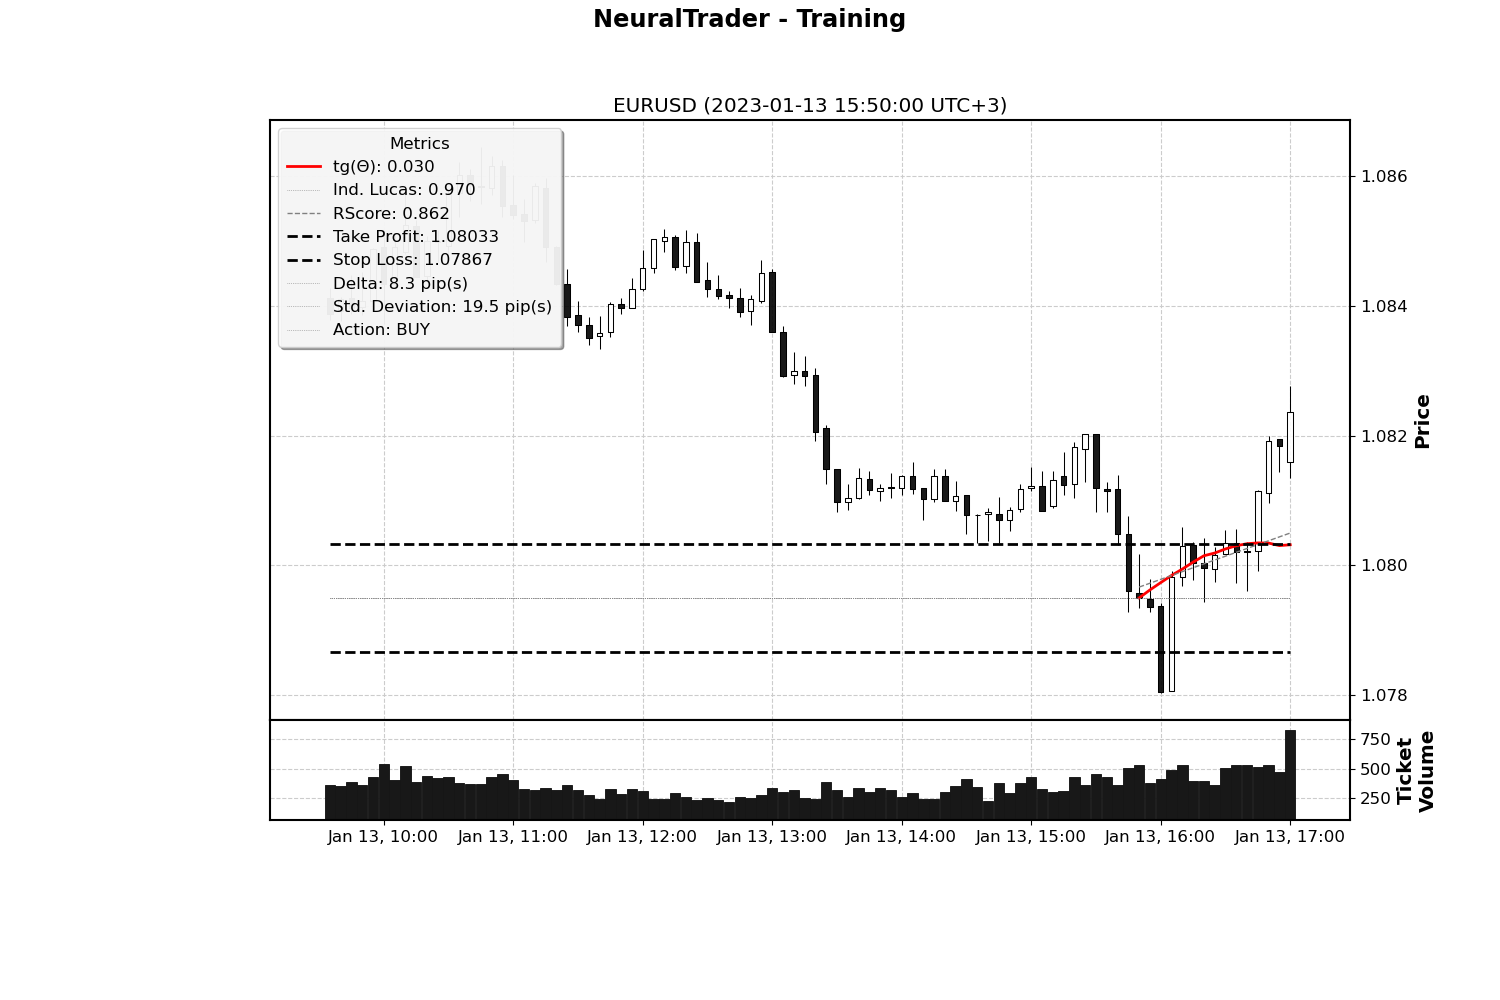 NeuralTrader - Training
EURUSD (2023-01-13 15:50:00 UTC+3)
Metrics
tg(Θ): 0.030
Ind. Lucas: 0.970
RScore: 0.862
Take Profit: 1.08033
Stop Loss: 1.07867
Delta: 8.3 pip(s)
Std. Deviation: 19.5 pip(s)
Action: BUY
1.086
1.084
1.082
1.080
1.078
Price
750
500
250
Ticket
Volume
Jan 13, 10:00
Jan 13, 11:00
Jan 13, 12:00
Jan 13, 13:00
Jan 13, 14:00
Jan 13, 15:00
Jan 13, 16:00
Jan 13, 17:00